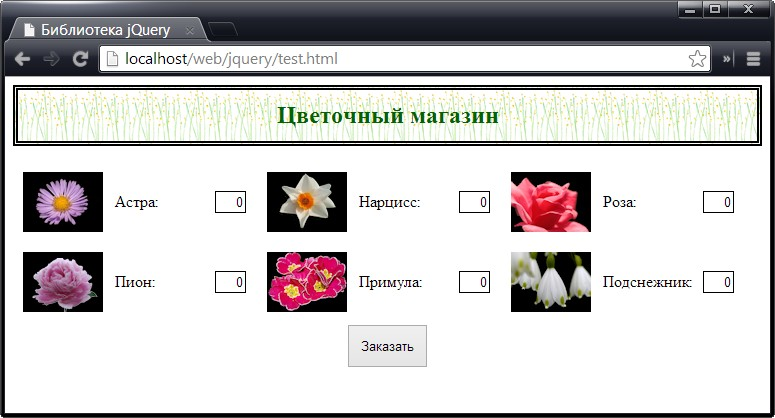 Библиотека jQuery
localhost/web/jquery/test.html
Цветочный магазин
Астра: 0 Нарцисс: 0 Роза: 0
Пион: 0 Примула: 0 Подснежник: 0
Заказать